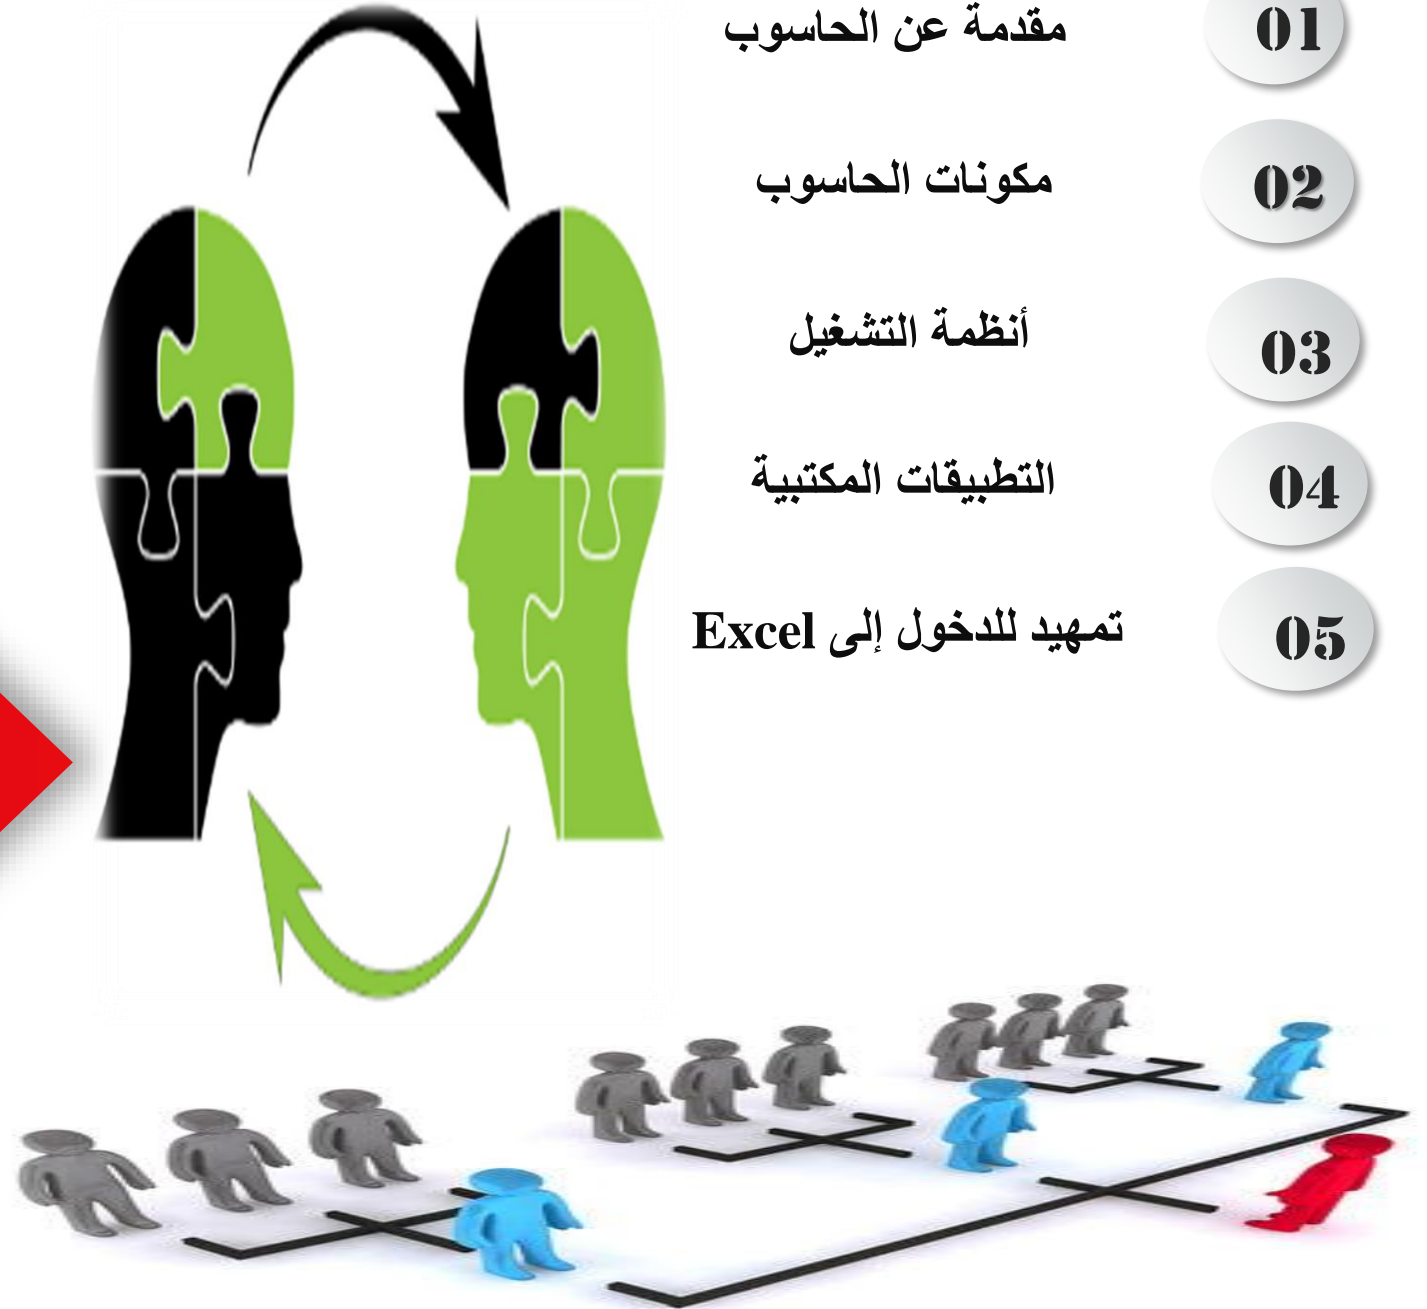 01 مقدمة عن الحاسوب
02 مكونات الحاسوب
03 أنظمة التشغيل
04 التطبيقات المكتبية
05 تمهيد للدخول إلى Excel